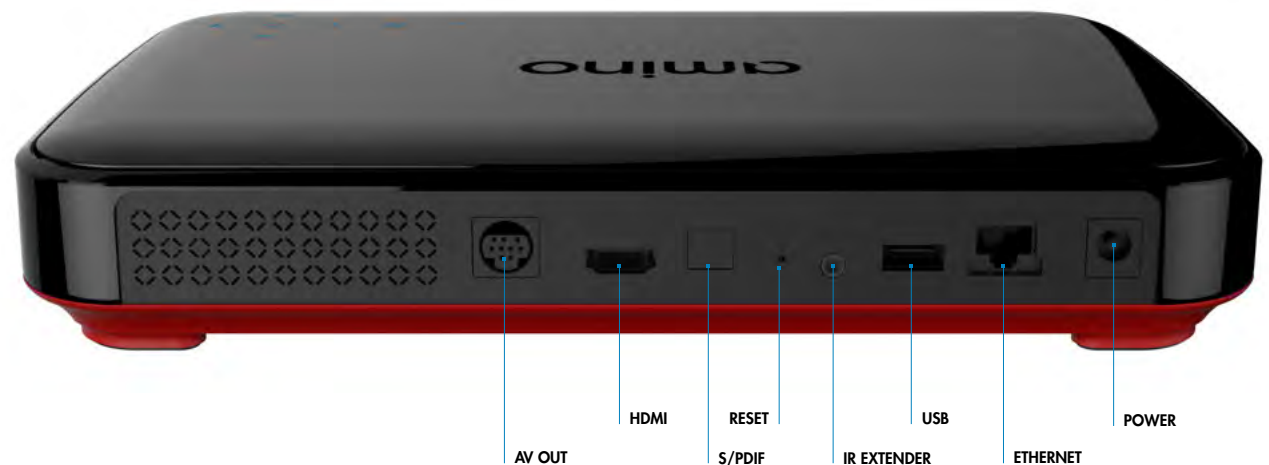 amino
HDMI
RESET
USB
POWER
AV OUT
S/PDIF
IR EXTENDER
ETHERNET